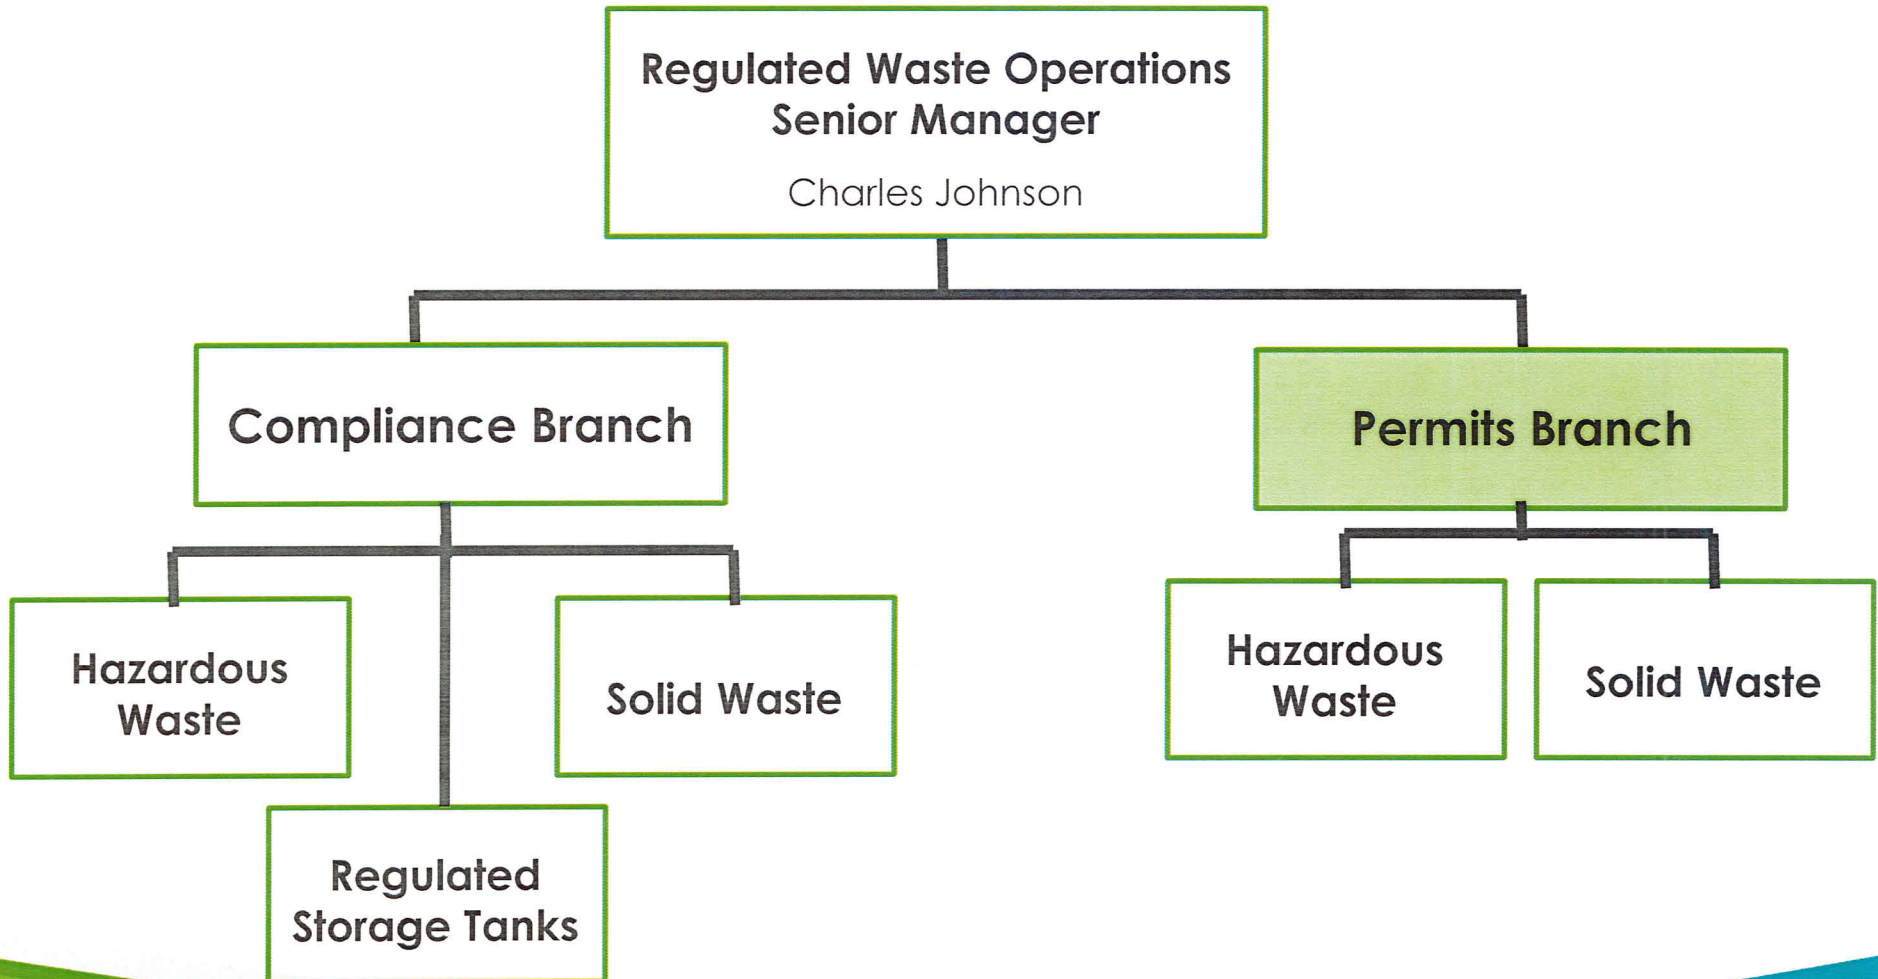 Regulated Waste Operations
Senior Manager
Charles Johnson
Compliance Branch
Permits Branch
Hazardous
Waste
Solid Waste
Regulated
Storage Tanks
Hazardous
Waste
Solid Waste